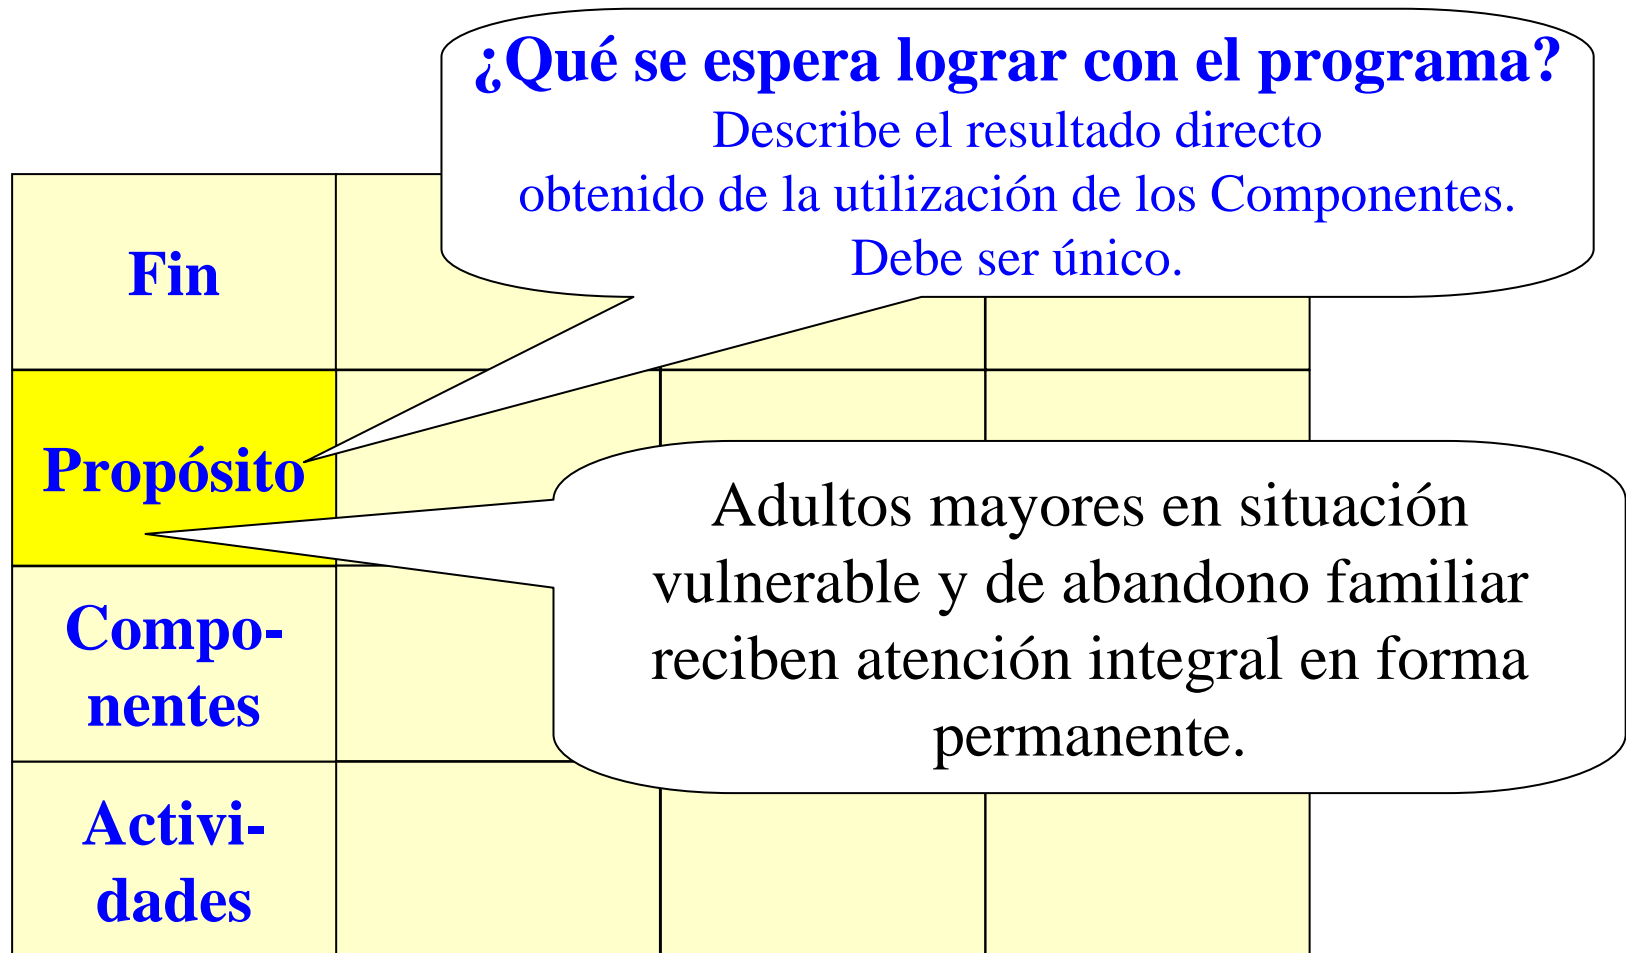 ¿Qué se espera lograr con el programa?
Describe el resultado directo
obtenido de la utilización de los Componentes.
Debe ser único.
Fin
Propósito
Adultos mayores en situación
vulnerable y de abandono familiar
reciben atención integral en forma
permanente.
Compo-
nentes
Activi-
dades